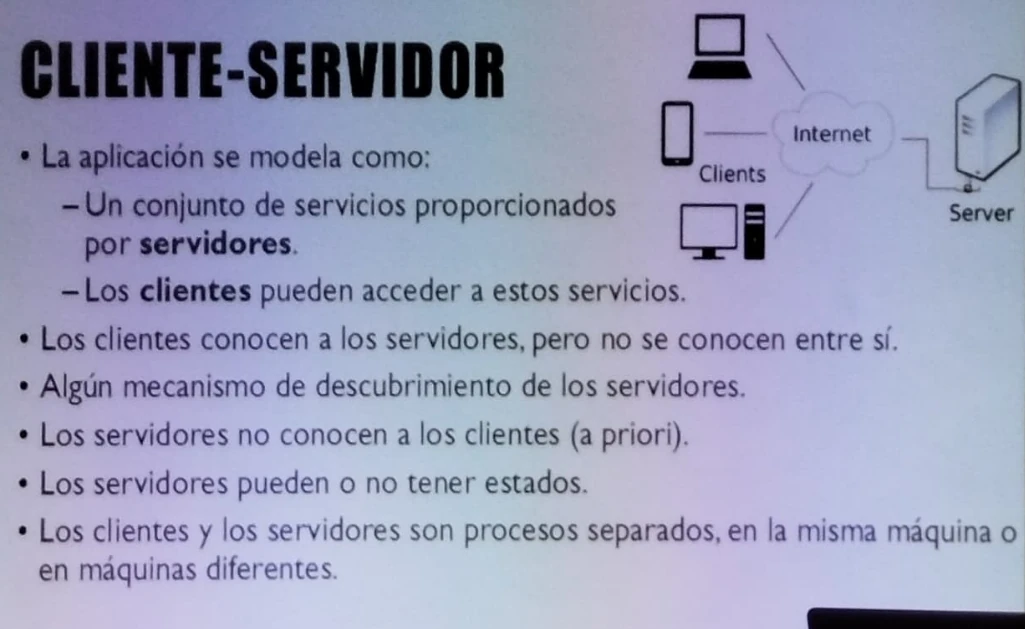 CLIENTE-SERVIDOR
• La aplicación se modela como:
– Un conjunto de servicios proporcionados
por servidores.
– Los clientes pueden acceder a estos servicios.
• Los clientes conocen a los servidores, pero no se conocen entre sí.
• Algún mecanismo de descubrimiento de los servidores.
• Los servidores no conocen a los clientes (a priori).
• Los servidores pueden o no tener estados.
• Los clientes y los servidores son procesos separados, en la misma máquina o
en máquinas diferentes.
Internet
Clients
Server